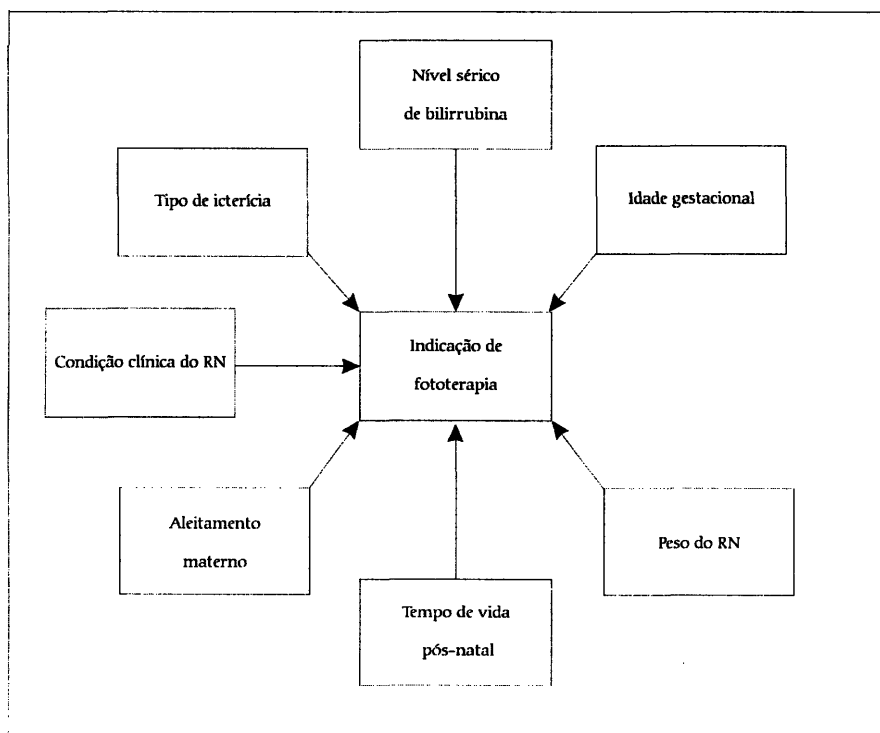 Nível sérico
de bilirrubina
Tipo de icterícia
Idade gestacional
Condição clínica do RN
Indicação de
fototerapia
Aleitamento
materno
Peso do RN
Tempo de vida
pós-natal